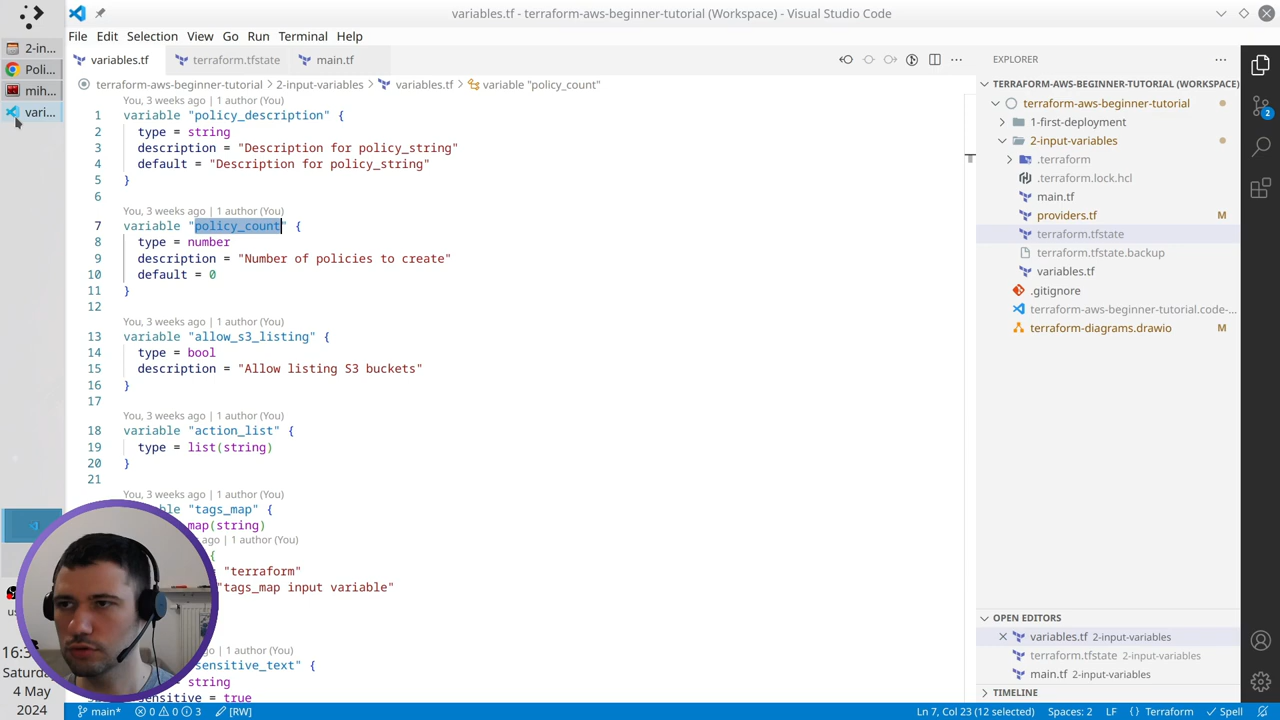 variables.tf - terraform-aws-beginner-tutorial (Workspace) - Visual Studio Code
2-in...
Poli...
mih...
vari...
File Edit Selection View Go Run Terminal Help
variables.tf terraform.tfstate main.tf
terraform-aws-beginner-tutorial > 2-input-variables > variables.tf > variable "policy_count"
You, 3 weeks ago | 1 author (You)
1 variable "policy_description" {
2 type = string
3 description = "Description for policy_string"
4 default = "Description for policy_string"
5 }
6
You, 3 weeks ago | 1 author (You)
7 variable "policy_count" {
8 type = number
9 description = "Number of policies to create"
10 default = 0
11 }
12
You, 3 weeks ago | 1 author (You)
13 variable "allow_s3_listing" {
14 type = bool
15 description = "Allow listing S3 buckets"
16 }
17
You, 3 weeks ago | 1 author (You)
18 variable "action_list" {
19 type = list(string)
20 }
21
You, 3 weeks ago | 1 author (You)
"tags_map" {
map(string)
ago | 1 author (You)
{
"terraform"
"tags_map input variable"
ago | 1 author (You)
sensitive_text" {
string
sensitive = true
EXPLORER
TERRAFORM-AWS-BEGINNER-TUTORIAL (WORKSPACE)
terraform-aws-beginner-tutorial
1-first-deployment
2-input-variables
.terraform
.terraform.lock.hcl
main.tf
providers.tf M
terraform.tfstate
terraform.tfstate.backup
variables.tf
.gitignore
terraform-aws-beginner-tutorial.code-...
terraform-diagrams.drawio M
2
OPEN EDITORS
variables.tf 2-input-variables
terraform.tfstate 2-input-variables
main.tf 2-input-variables
TIMELINE
us
16:3
Saturda
4 May
2024
main* 0 0 3 [RW]
Ln 7, Col 23 (12 selected) Spaces: 2 LF {} Terraform Spell